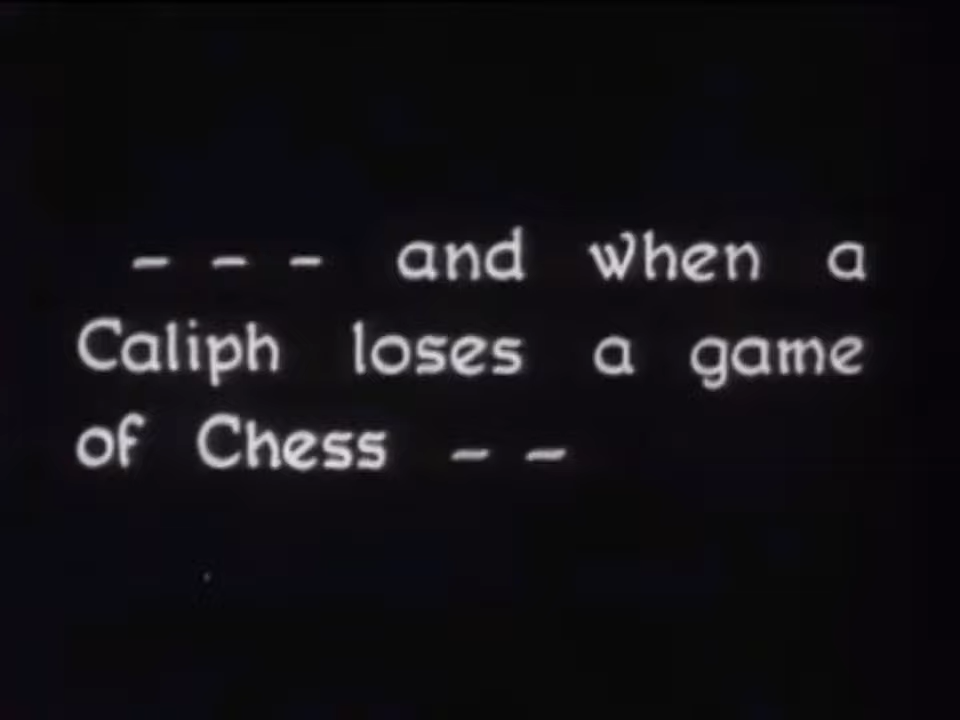 - - - and when a
Caliph loses a game
of Chess - -